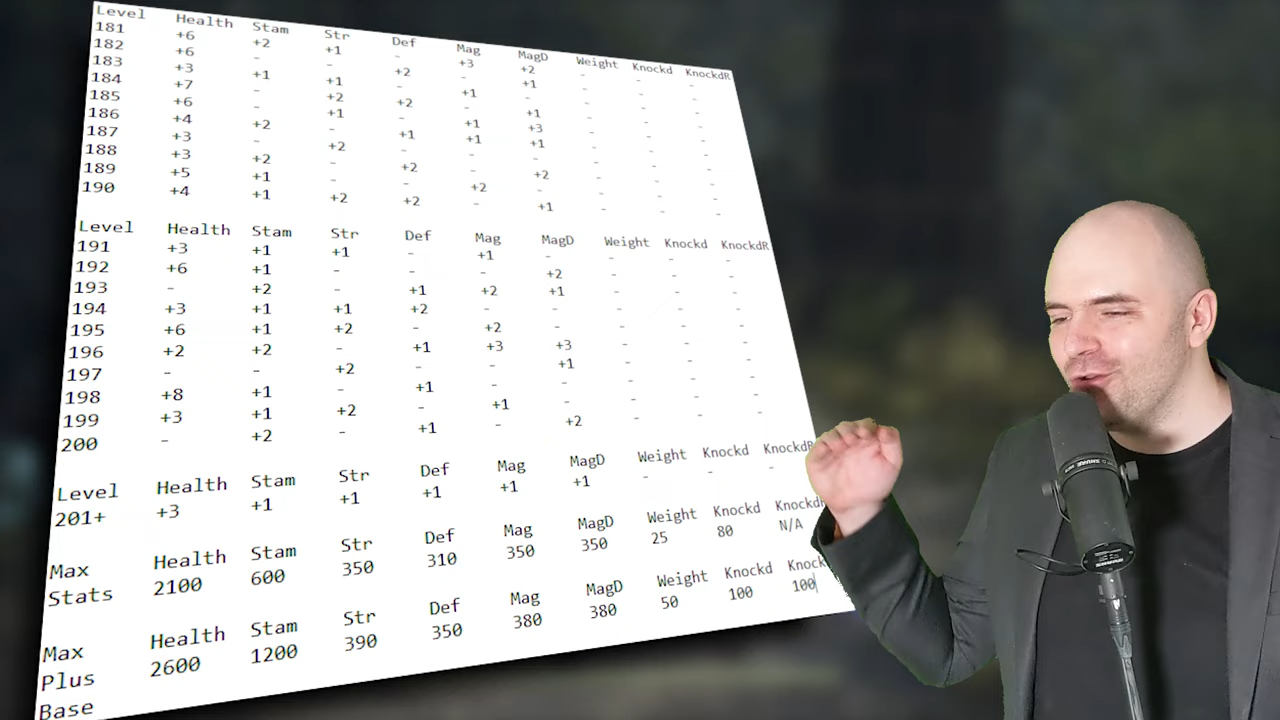 Level Health Stam Str Def Mag MagD Weight Knockd KnockdR
181 +6 +2 +1 - +3 +2 - - -
182 +6 - - +2 - +1 - - -
183 +3 +1 +1 - +1 - - - -
184 +7 - +2 +2 - +1 - - -
185 +6 - +1 - +1 +3 - - -
186 +4 +2 - +1 +1 +1 - - -
187 +3 - +2 - - - - - -
188 +3 +2 - +2 - +2 - - -
189 +5 +1 - - +2 - - - -
190 +4 +1 +2 +2 - +1 - - -
Level Health Stam Str Def Mag MagD Weight Knockd KnockdR
191 +3 +1 +1 - +1 - - - -
192 +6 +1 - - - +2 - - -
193 - +2 - +1 +2 +1 - - -
194 +3 +1 +1 +2 - - - - -
195 +6 +1 +2 - +2 - - - -
196 +2 +2 - +1 +3 +3 - - -
197 - - +2 - - +1 - - -
198 +8 +1 - +1 - - - - -
199 +3 +1 +2 - +1 - - - -
200 - +2 - +1 - +2 - - -
Level Health Stam Str Def Mag MagD Weight Knockd KnockdR
201+ +3 +1 +1 +1 +1 +1 - - -
Max Health Stam Str Def Mag MagD Weight Knockd
Stats 2100 600 350 310 350 350 25 80 N/A
Max Health Stam Str Def Mag MagD Weight Knockd Knock
Plus 2600 1200 390 350 380 380 50 100 100
Base
SHURE